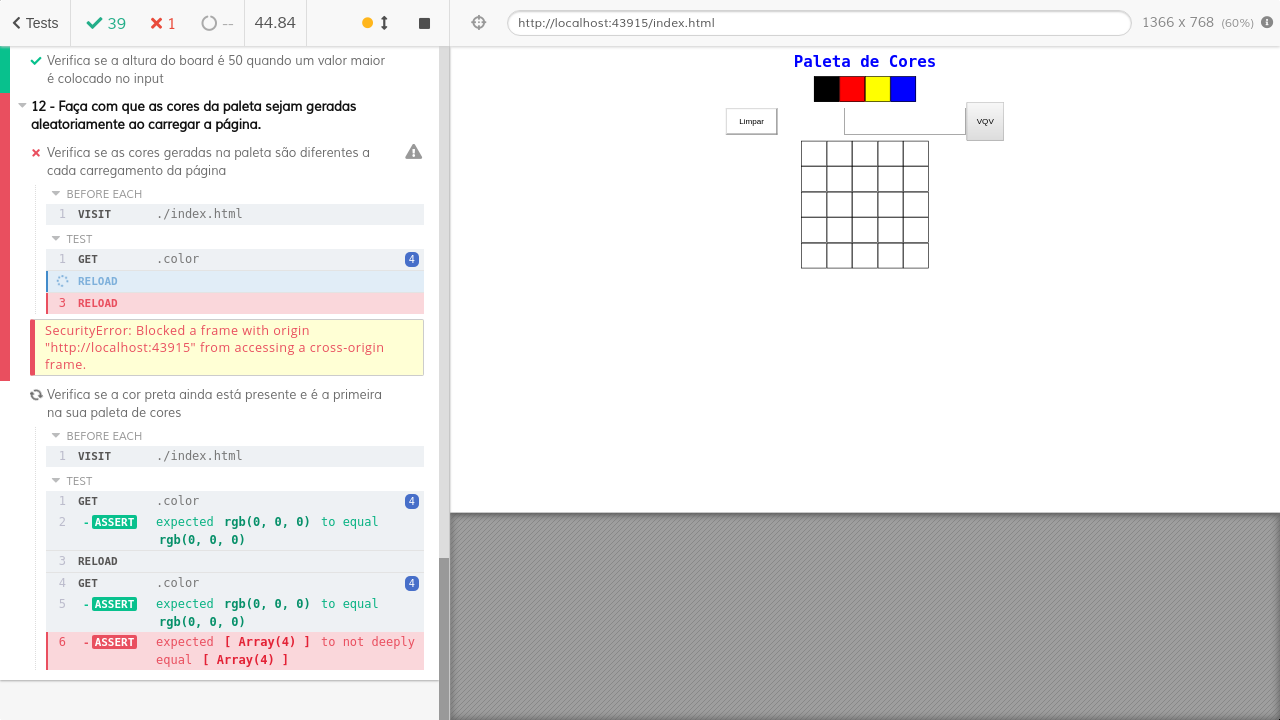 Tests
39
1
--
44.84
http://localhost:43915/index.html
1366 x 768 (60%)
Verifica se a altura do board é 50 quando um valor maior
é colocado no input
12 - Faça com que as cores da paleta sejam geradas
aleatoriamente ao carregar a página.
Verifica se as cores geradas na paleta são diferentes a
cada carregamento da página
BEFORE EACH
1 VISIT ./index.html
TEST
1 GET .color 4
RELOAD
3 RELOAD
SecurityError: Blocked a frame with origin
"http://localhost:43915" from accessing a cross-origin
frame.
Verifica se a cor preta ainda está presente e é a primeira
na sua paleta de cores
BEFORE EACH
1 VISIT ./index.html
TEST
1 GET .color 4
2 -ASSERT expected rgb(0, 0, 0) to equal
rgb(0, 0, 0)
3 RELOAD
4 GET .color 4
5 -ASSERT expected rgb(0, 0, 0) to equal
rgb(0, 0, 0)
6 -ASSERT expected [ Array(4) ] to not deeply
equal [ Array(4) ]
Paleta de Cores
Limpar
VQV